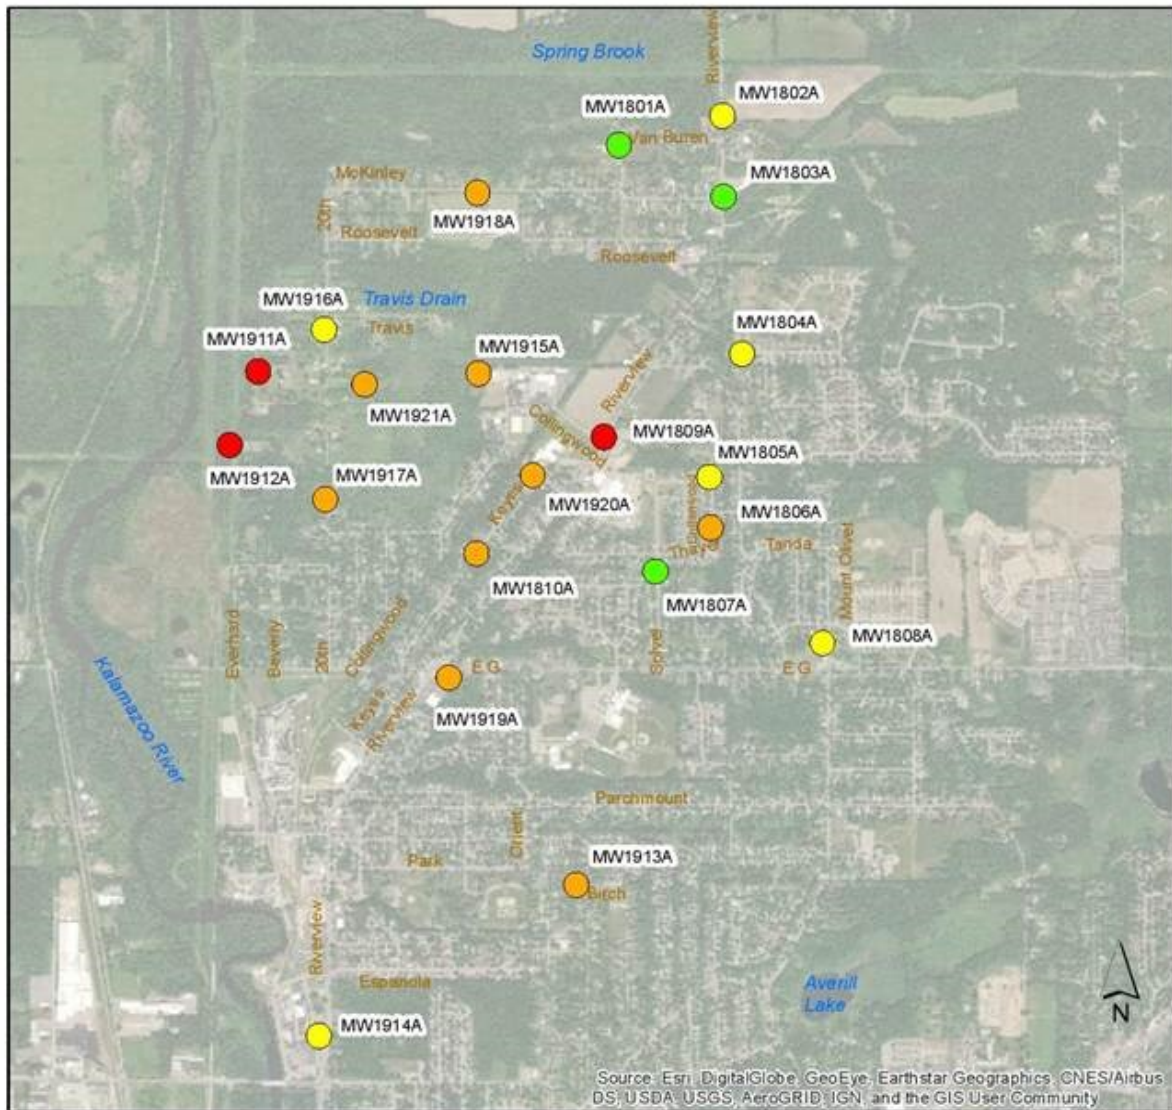 Spring Brook
Riverview
MW1802A
MW1801A
Van Buren
McKinley
MW1803A
20th
MW1918A
Roosevelt
Roosevelt
MW1916A
Travis Drain
Travis
MW1911A
MW1915A
MW1804A
Riverview
MW1921A
Collingwood
MW1809A
MW1805A
MW1912A
MW1917A
Keyes
MW1920A
MW1806A
Thayer
Tanda
Mount Olivet
MW1810A
MW1807A
MW1808A
Everhard
Beverly
20th
Collingwood
Spivel
E G
E G
Kalamazoo River
Keyes
Riverview
MW1919A
Parchmount
Orient
Park
MW1913A
Birch
Riverview
Espanola
Averill
Lake
MW1914A
N
Source: Esri, DigitalGlobe, GeoEye, Earthstar Geographics, CNES/Airbus
DS, USDA, USGS, AeroGRID, IGN, and the GIS User Community